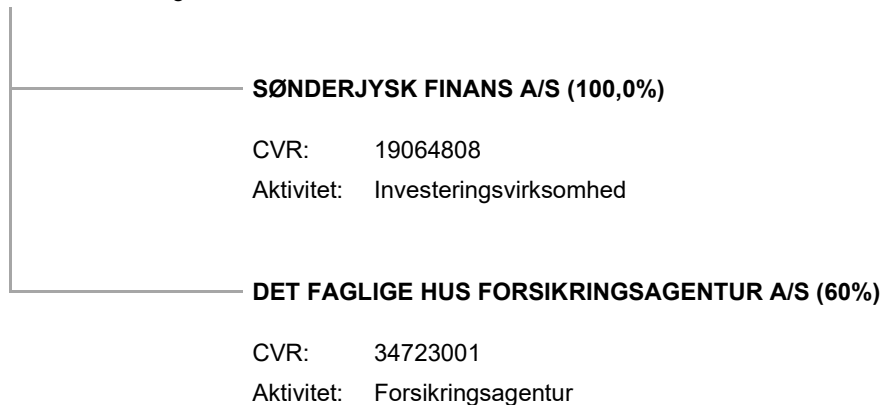 SØNDERJYSK FINANS A/S (100,0%)
CVR: 19064808
Aktivitet: Investeringsvirksomhed
DET FAGLIGE HUS FORSIKRINGSAGENTUR A/S (60%)
CVR: 34723001
Aktivitet: Forsikringsagentur